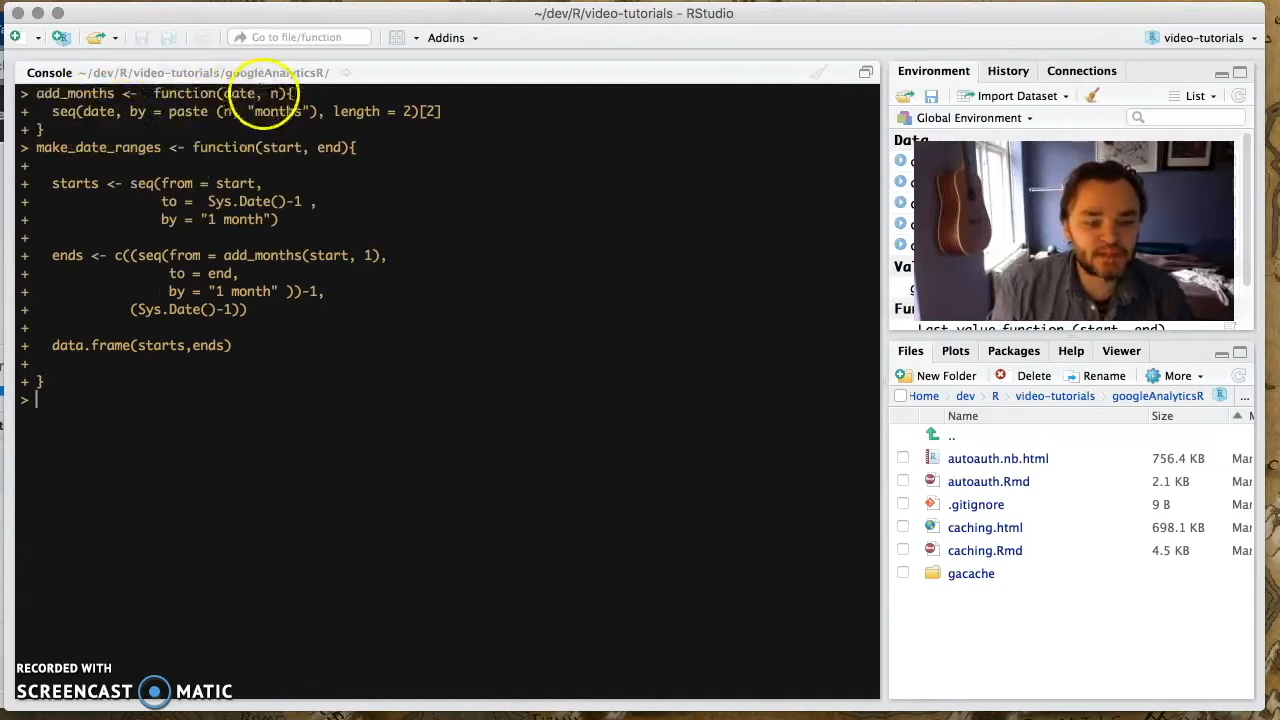 ~/dev/R/video-tutorials - RStudio
Go to file/function
Addins
video-tutorials
Console ~/dev/R/video-tutorials/googleAnalyticsR/
> add_months <- function(date, n){
+ seq(date, by = paste (n, "months"), length = 2)[2]
+ }
> make_date_ranges <- function(start, end){
+
+ starts <- seq(from = start,
+ to = Sys.Date()-1 ,
+ by = "1 month")
+
+ ends <- c((seq(from = add_months(start, 1),
+ to = end,
+ by = "1 month" ))-1,
+ (Sys.Date()-1))
+
+ data.frame(starts,ends)
+
+ }
>
Environment History Connections
Import Dataset List
Global Environment
Data
Last value function (start, end)
Files Plots Packages Help Viewer
New Folder Delete Rename More
Home dev R video-tutorials googleAnalyticsR ...
Name Size
..
autoauth.nb.html 756.4 KB Mar
autoauth.Rmd 2.1 KB Mar
.gitignore 9 B Mar
caching.html 698.1 KB Mar
caching.Rmd 4.5 KB Mar
gacache
RECORDED WITH
SCREENCAST MATIC